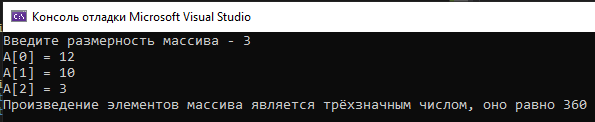 Консоль отладки Microsoft Visual Studio
Введите размерность массива - 3
A[0] = 12
A[1] = 10
A[2] = 3
Произведение элементов массива является трёхзначным числом, оно равно 360